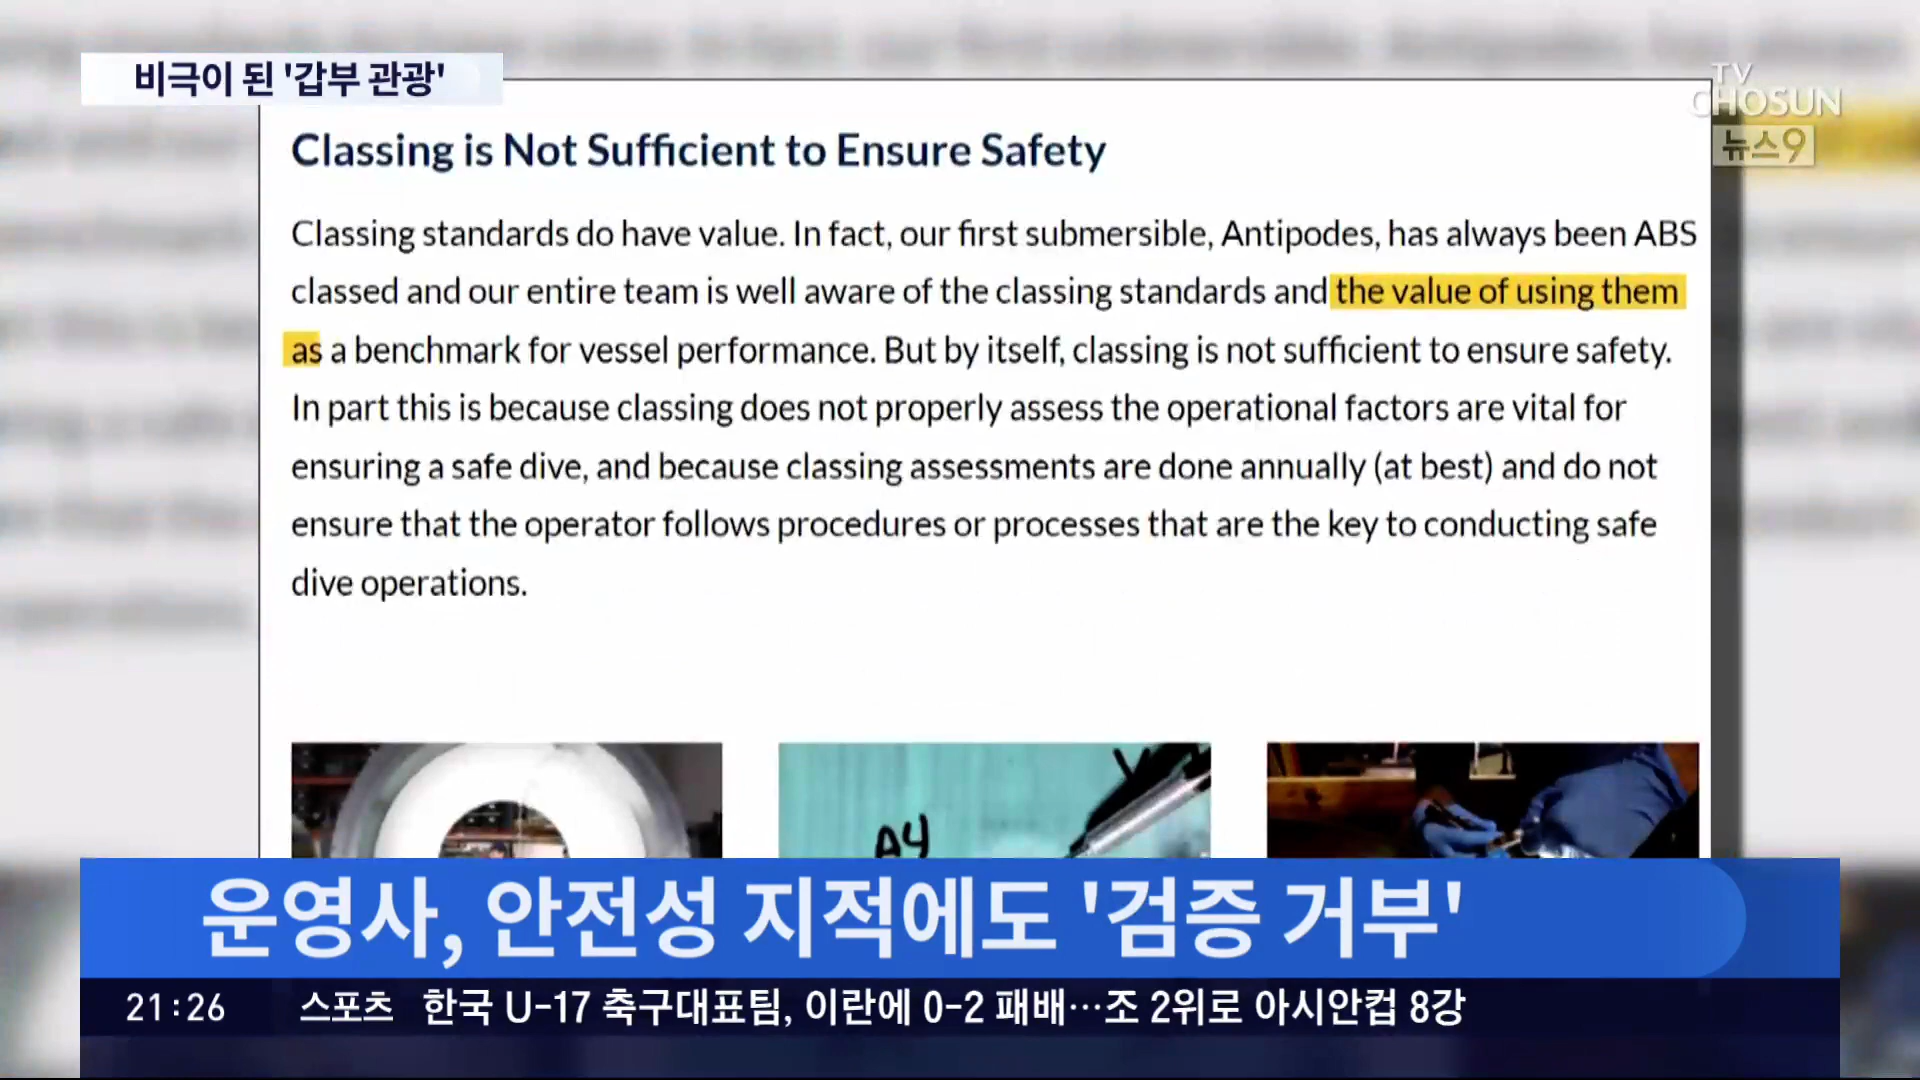 비극이 된 '갑부 관광'
TV
CHOSUN
뉴스9
Classing is Not Sufficient to Ensure Safety
Classing standards do have value. In fact, our first submersible, Antipodes, has always been ABS
classed and our entire team is well aware of the classing standards and the value of using them
as a benchmark for vessel performance. But by itself, classing is not sufficient to ensure safety.
In part this is because classing does not properly assess the operational factors are vital for
ensuring a safe dive, and because classing assessments are done annually (at best) and do not
ensure that the operator follows procedures or processes that are the key to conducting safe
dive operations.
A4
운영사, 안전성 지적에도 '검증 거부'
21:26 스포츠 한국 U-17 축구대표팀, 이란에 0-2 패배…조 2위로 아시안컵 8강